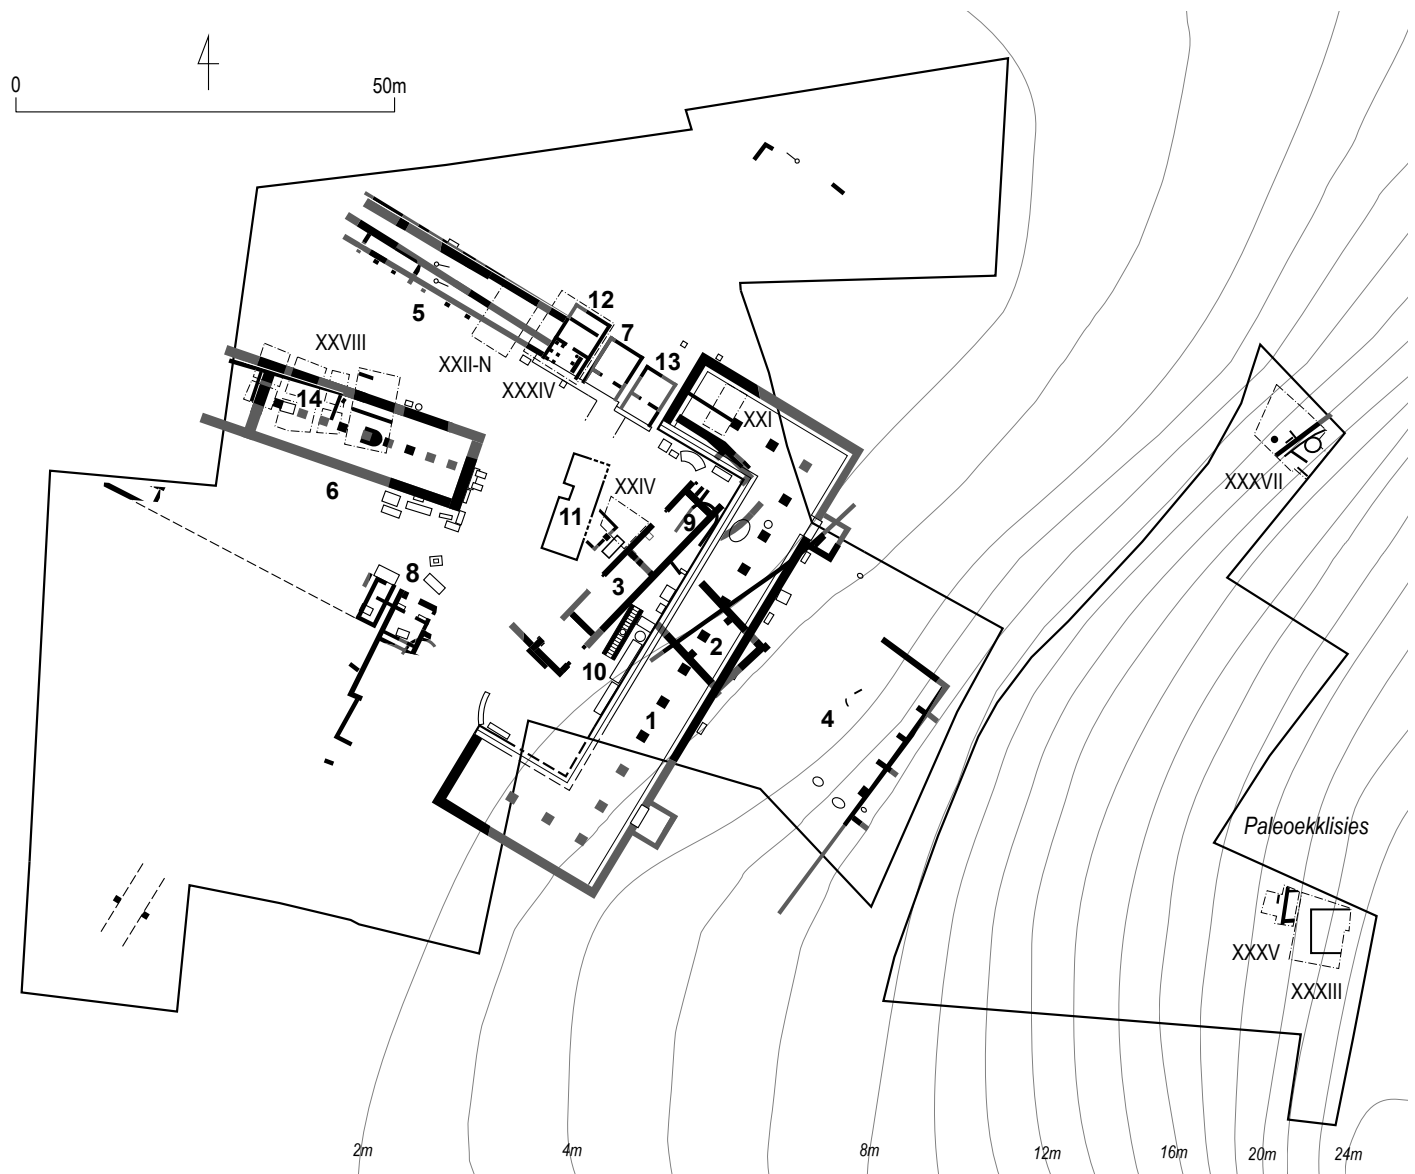 0 50m
12
5
7
13
XXVIII
XXII-N
XXXIV
14
XXI
6
XXIV
XXXVII
11
9
8
3
2
10
1
4
Paleoekklisies
XXXV
XXXIII
2m 4m 8m 12m 16m 20m 24m